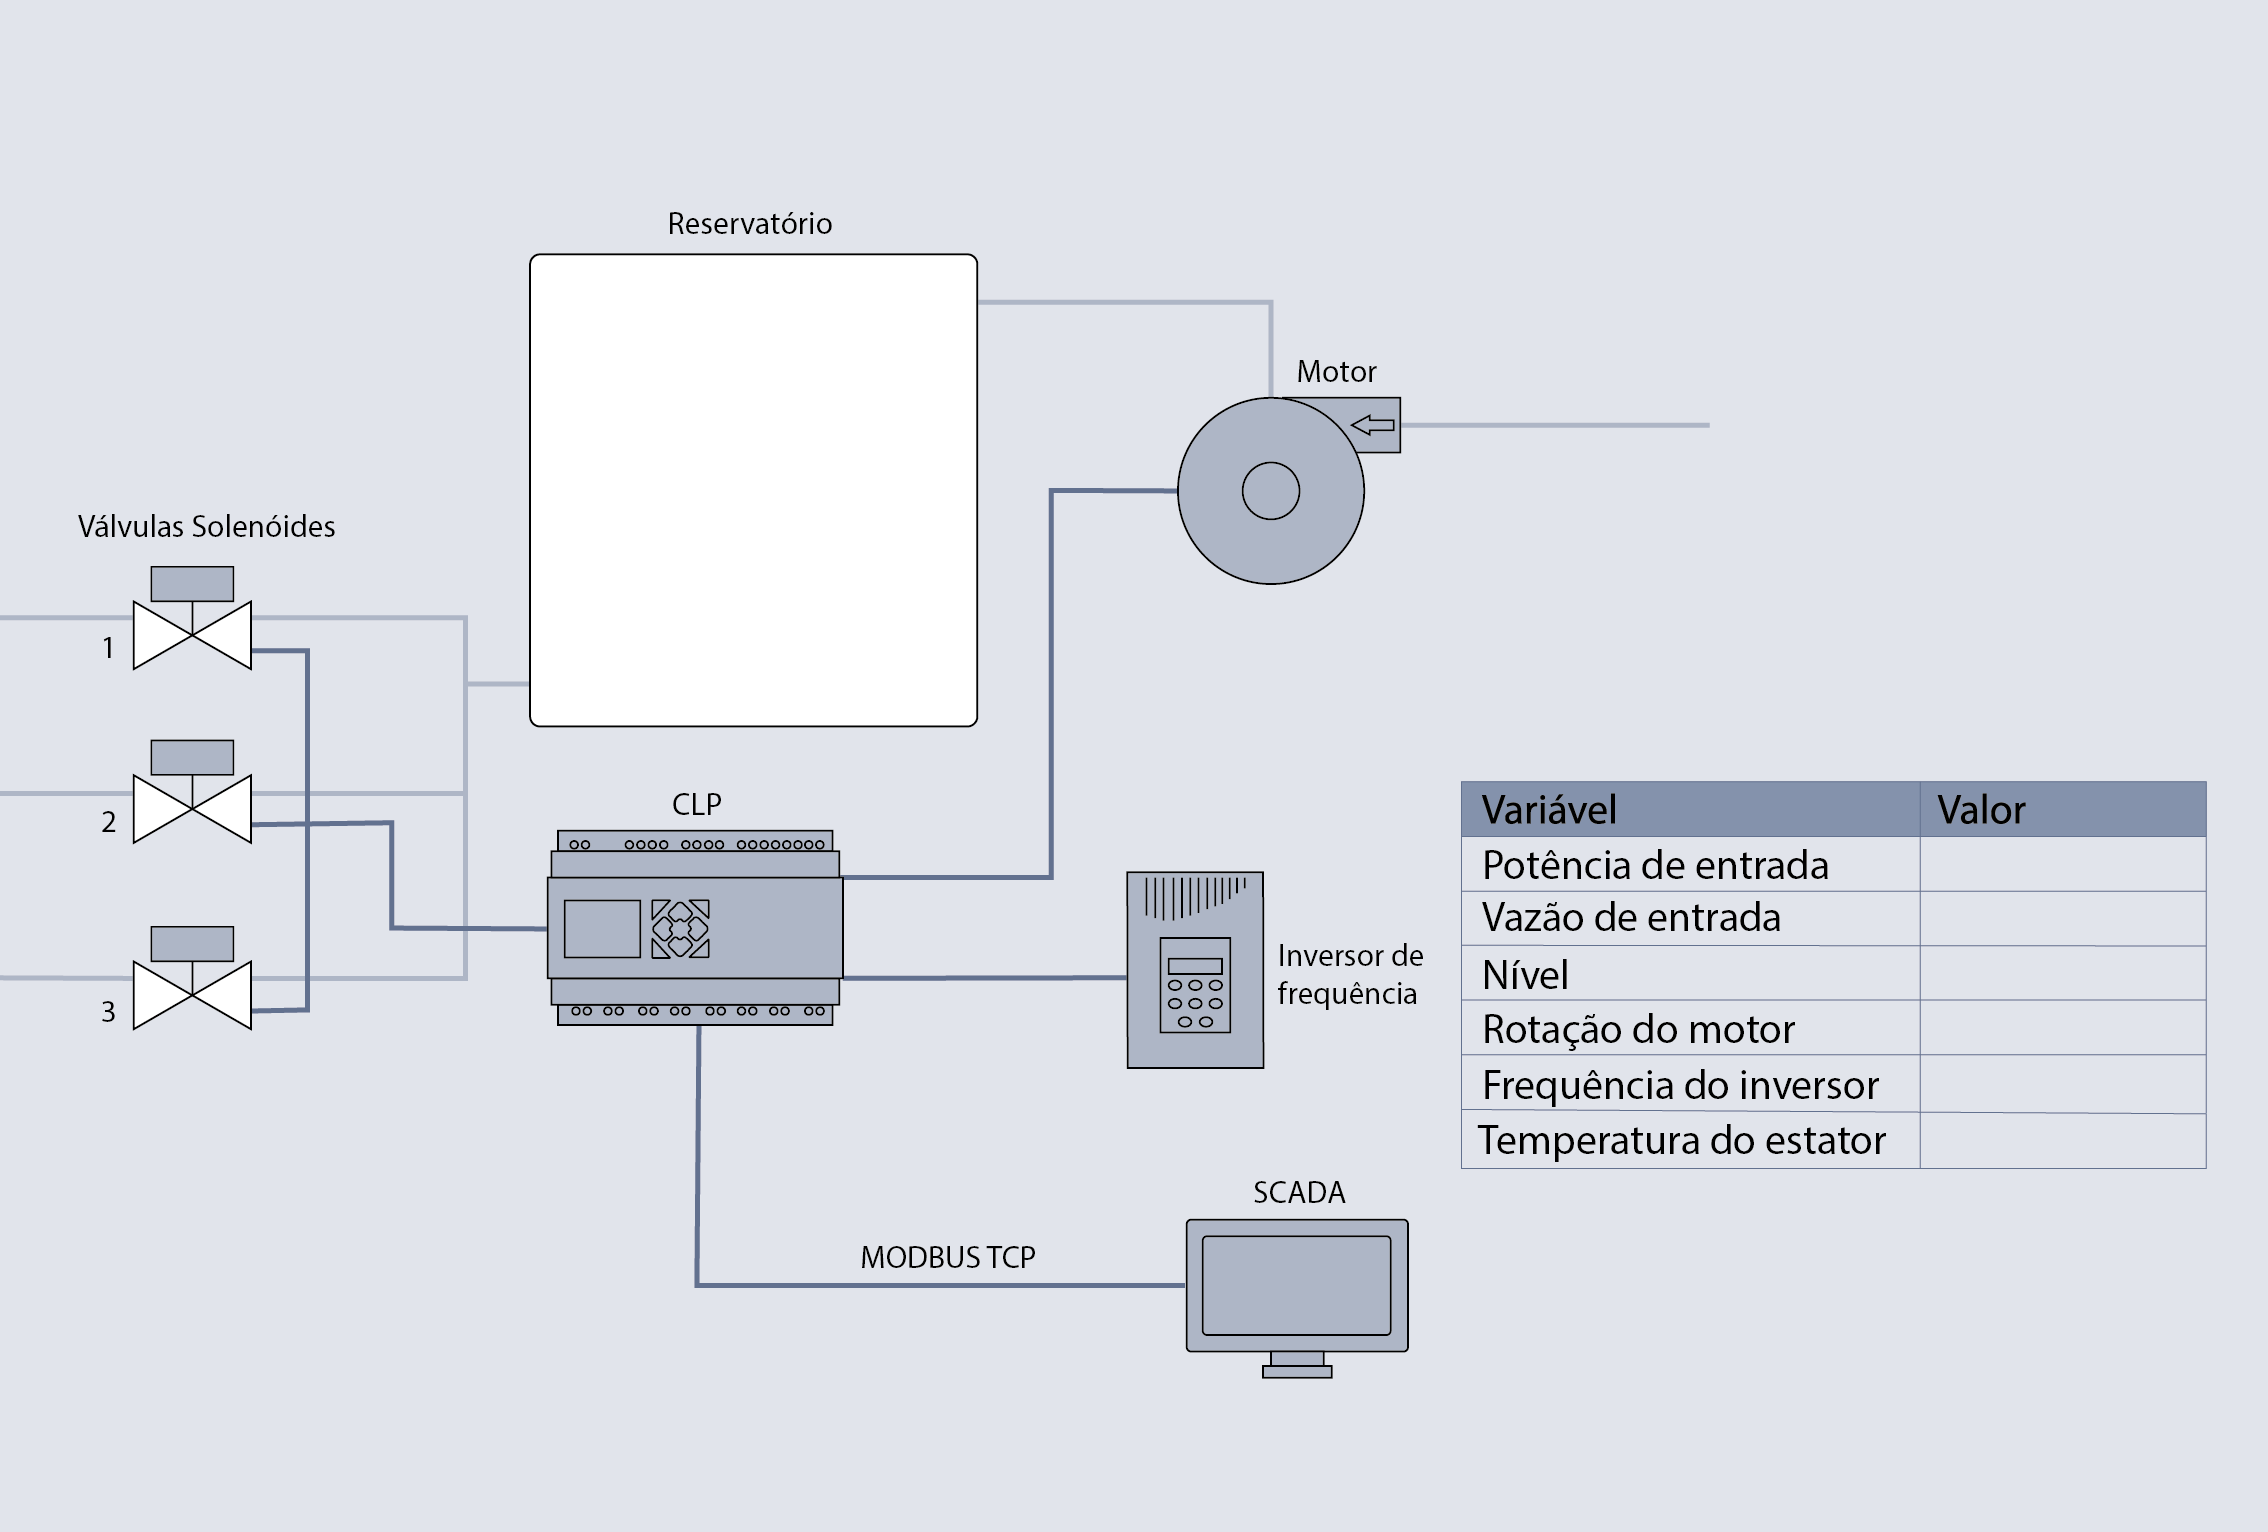 Reservatório
Motor
Válvulas Solenóides
1
2
3
CLP
Inversor de
frequência
SCADA
MODBUS TCP
Variável Valor
Potência de entrada
Vazão de entrada
Nível
Rotação do motor
Frequência do inversor
Temperatura do estator